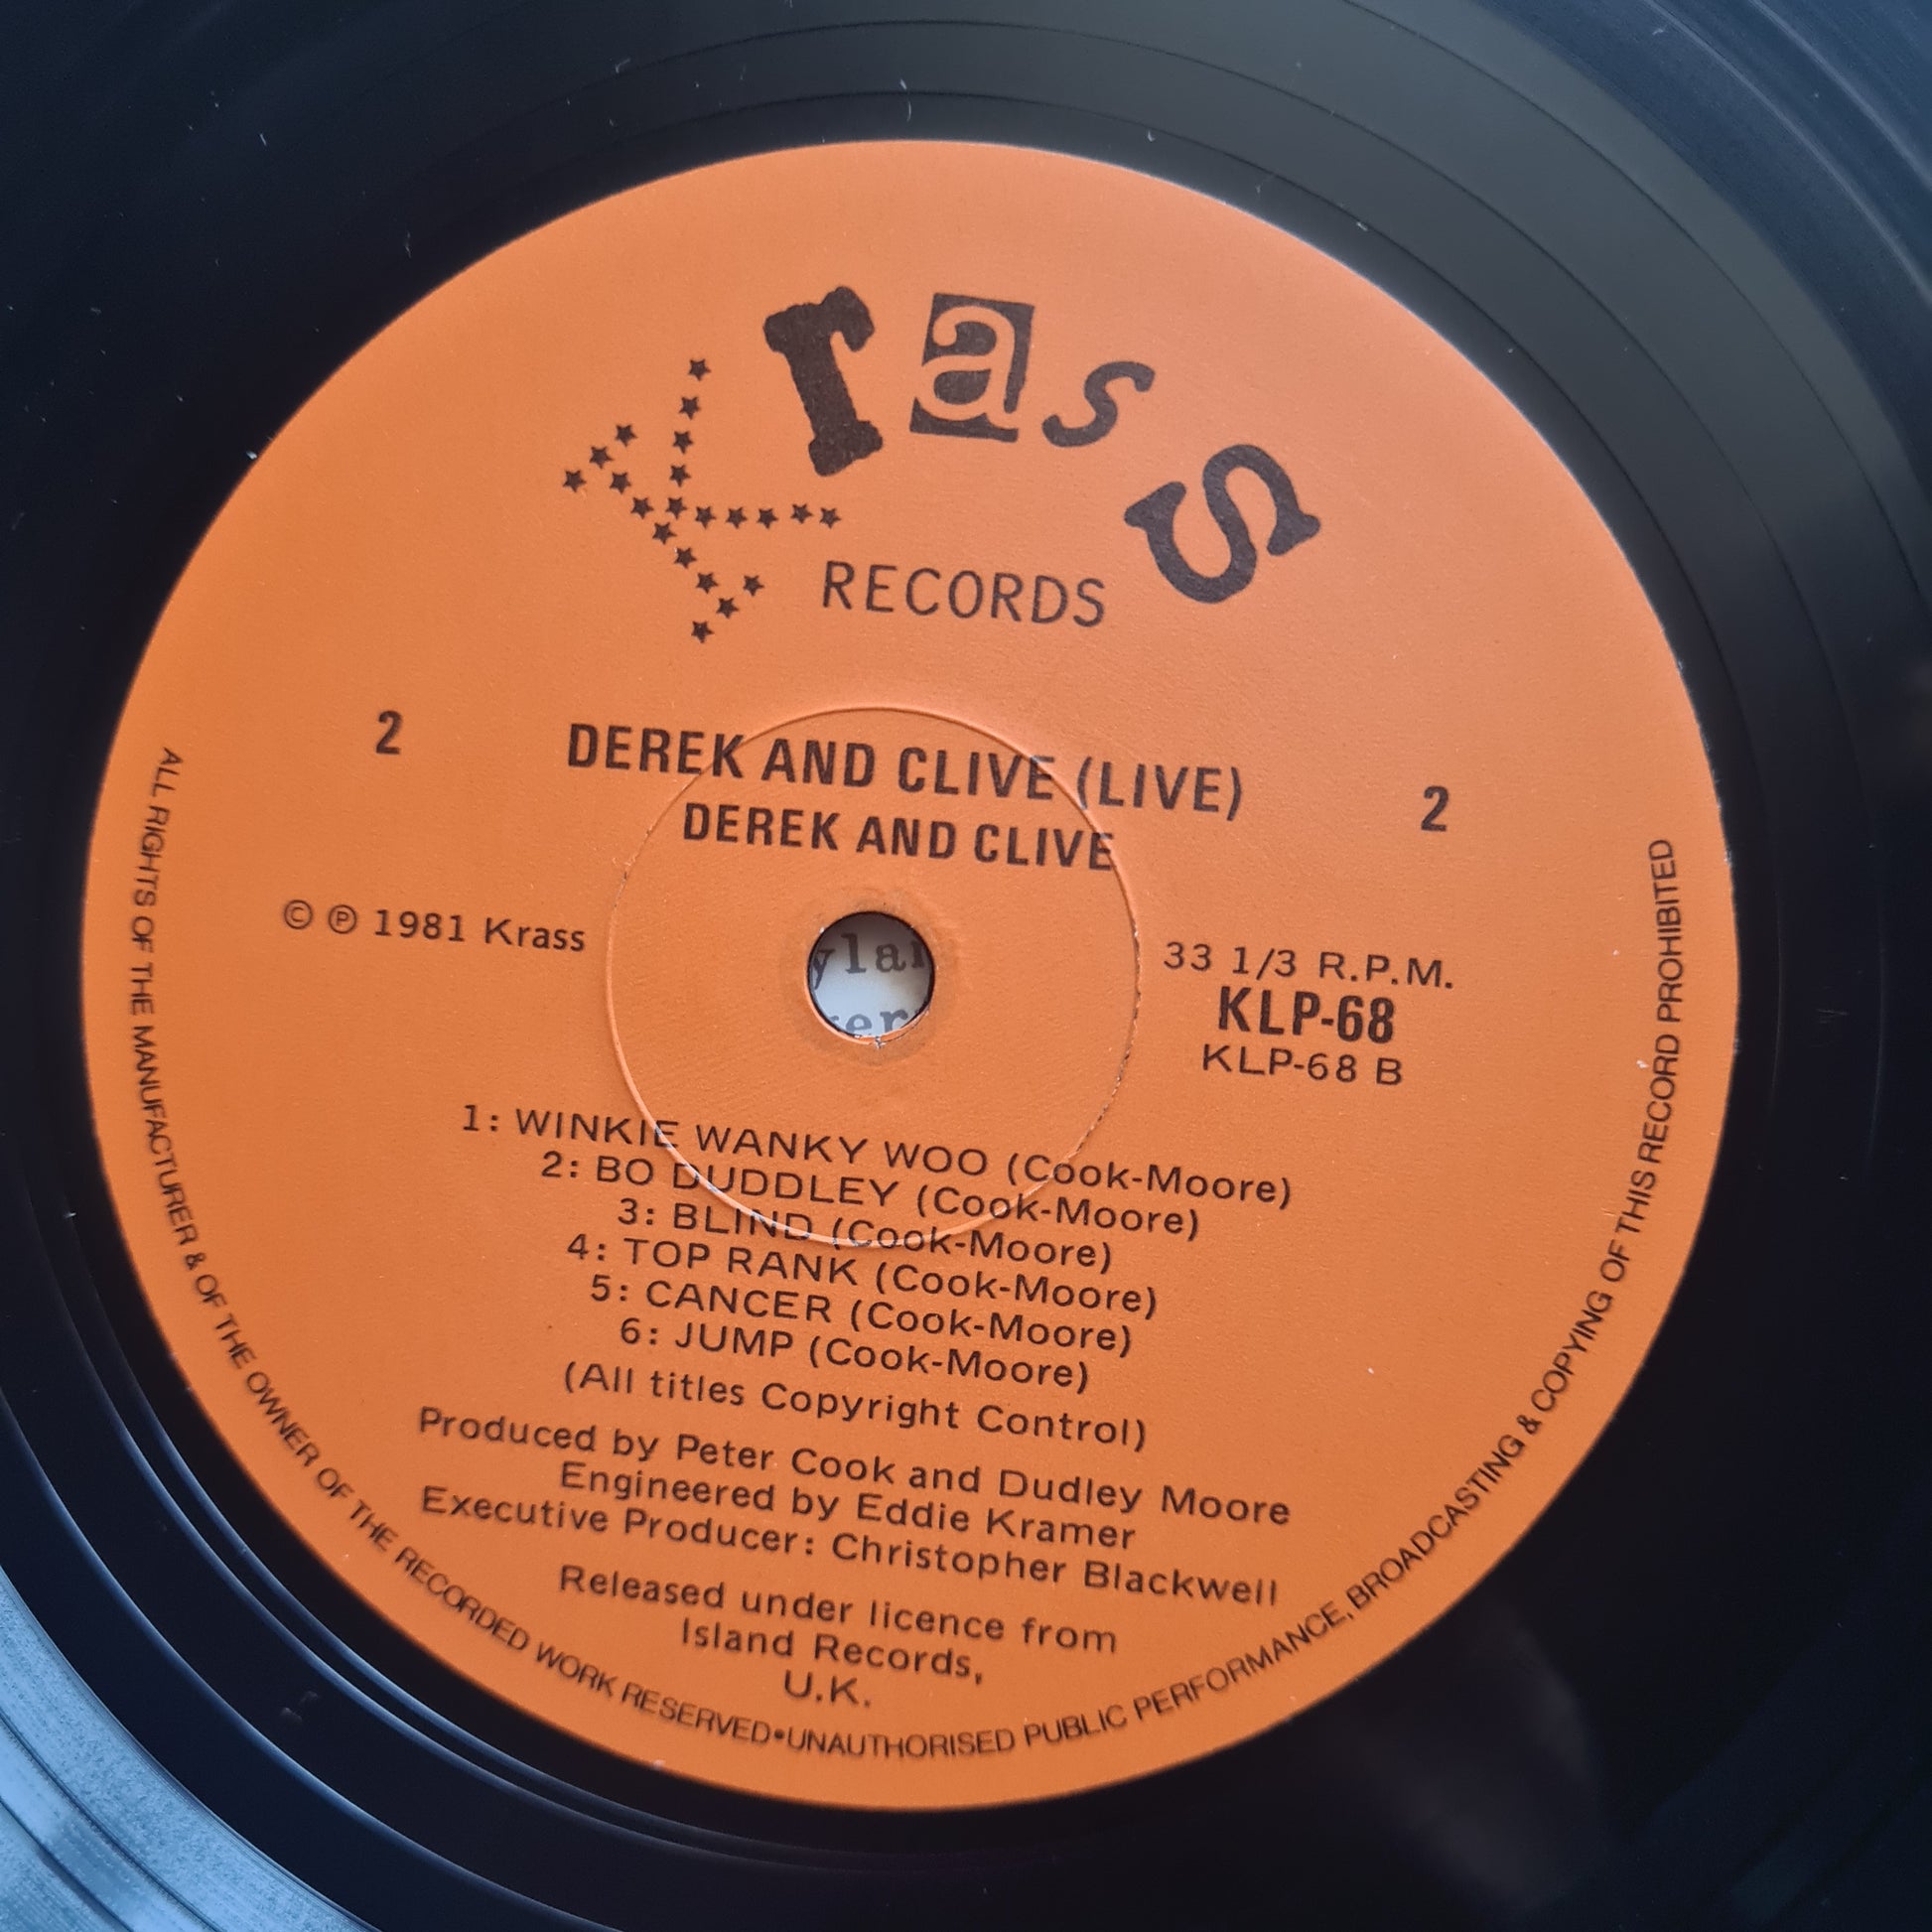 Krass
RECORDS
2 DEREK AND CLIVE (LIVE) 2
DEREK AND CLIVE
© ℗ 1981 Krass
33 1/3 R.P.M.
KLP-68
KLP-68 B
1: WINKIE WANKY WOO (Cook-Moore)
2: BO DUDDLEY (Cook-Moore)
3: BLIND (Cook-Moore)
4: TOP RANK (Cook-Moore)
5: CANCER (Cook-Moore)
6: JUMP (Cook-Moore)
(All titles Copyright Control)
Produced by Peter Cook and Dudley Moore
Engineered by Eddie Kramer
Executive Producer: Christopher Blackwell
Released under licence from
Island Records,
U.K.
ALL RIGHTS OF THE MANUFACTURER & OF THE OWNER OF THE RECORDED WORK RESERVED•UNAUTHORISED PUBLIC PERFORMANCE, BROADCASTING & COPYING OF THIS RECORD PROHIBITED